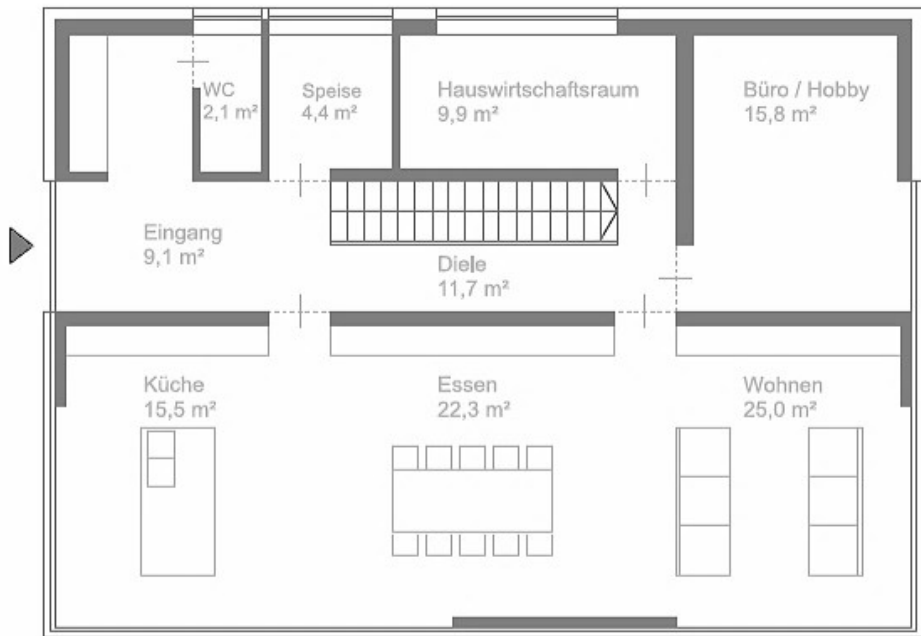 WC
2,1 m²
Speise
4,4 m²
Hauswirtschaftsraum
9,9 m²
Büro / Hobby
15,8 m²
Eingang
9,1 m²
Diele
11,7 m²
Küche
15,5 m²
Essen
22,3 m²
Wohnen
25,0 m²